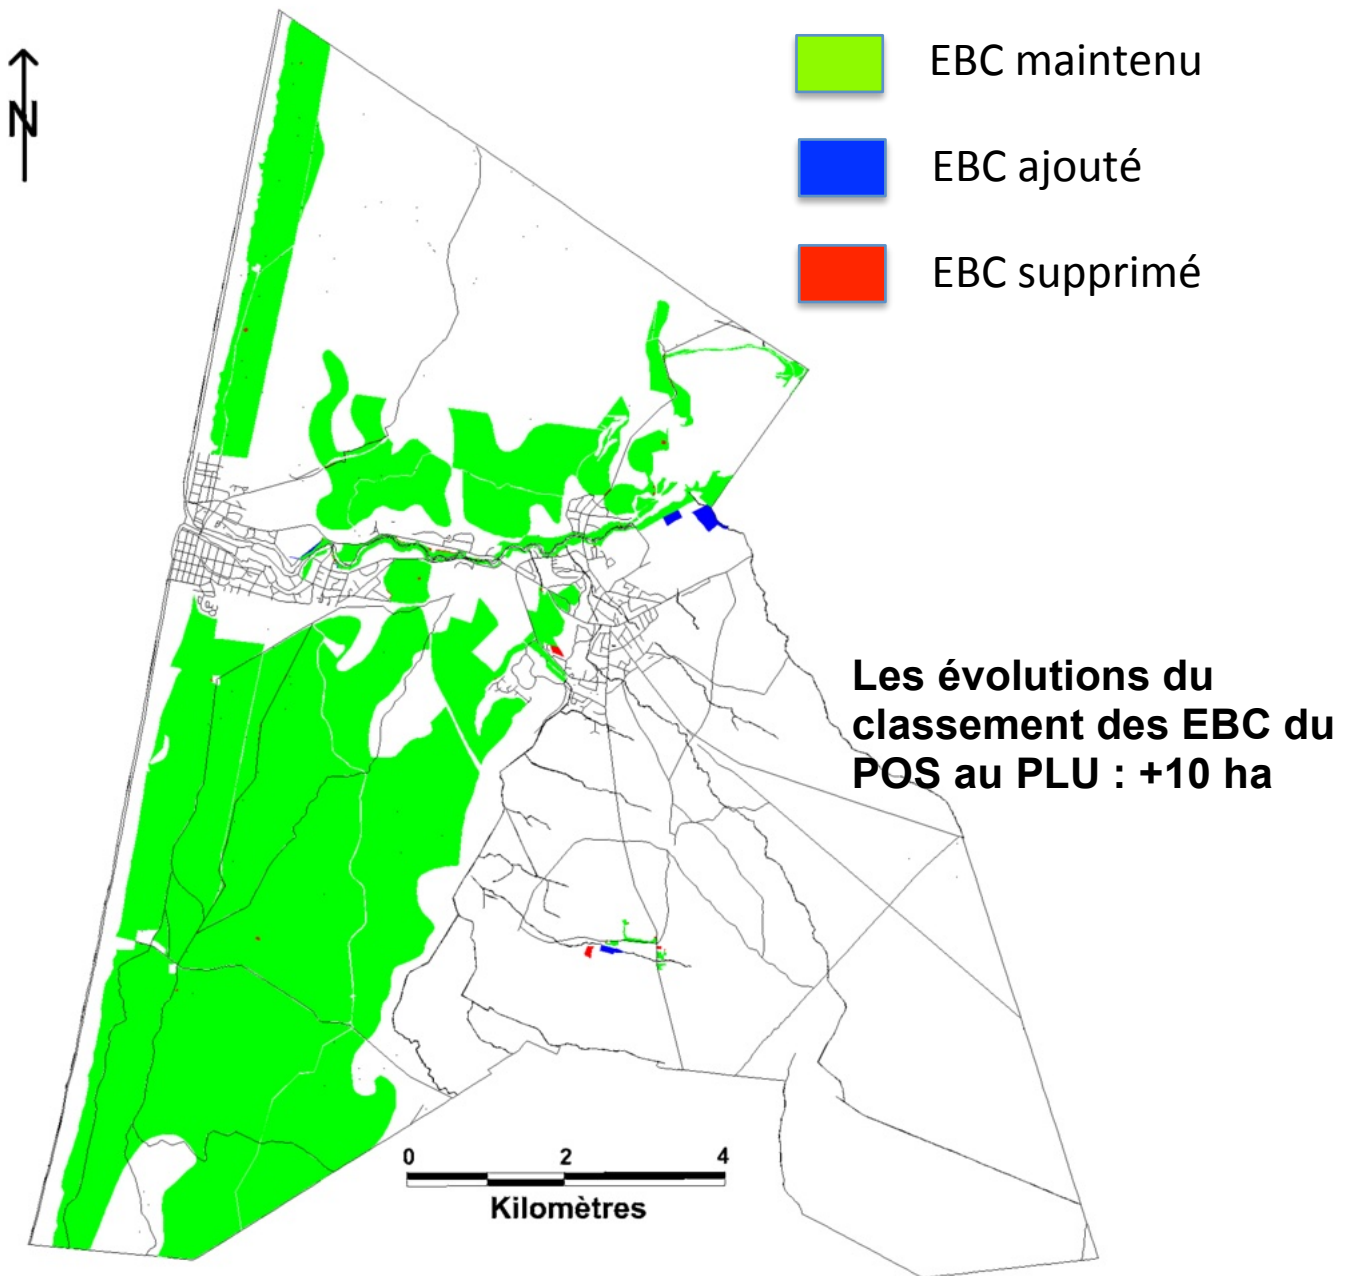 N
EBC maintenu
EBC ajouté
EBC supprimé
Les évolutions du
classement des EBC du
POS au PLU : +10 ha
0 2 4
Kilomètres